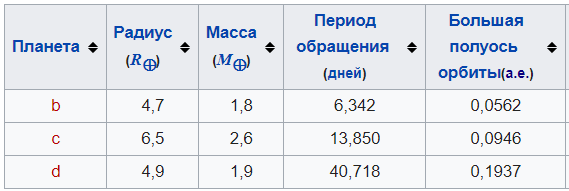 Планета Радиус (R⊕) Масса (M⊕) Период обращения (дней) Большая полуось орбиты(а.е.)
b 4,7 1,8 6,342 0,0562
c 6,5 2,6 13,850 0,0946
d 4,9 1,9 40,718 0,1937